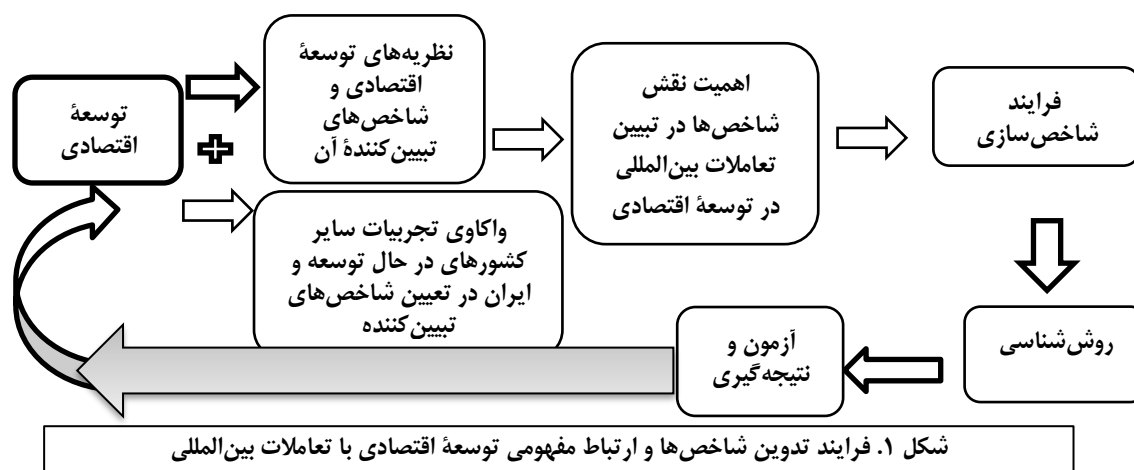 توسعهٔ
اقتصادی
نظریه‌های توسعهٔ
اقتصادی و
شاخص‌های
تبیین‌کنندهٔ آن
واکاوی تجربیات سایر
کشورهای در حال توسعه و
ایران در تعیین شاخص‌های
تبیین‌کننده
اهمیت نقش
شاخص‌ها در تبیین
تعاملات بین‌المللی
در توسعهٔ اقتصادی
فرایند
شاخص‌سازی
روش‌شناسی
آزمون و
نتیجه‌گیری
شکل ۱. فرایند تدوین شاخص‌ها و ارتباط مفهومی توسعهٔ اقتصادی با تعاملات بین‌المللی